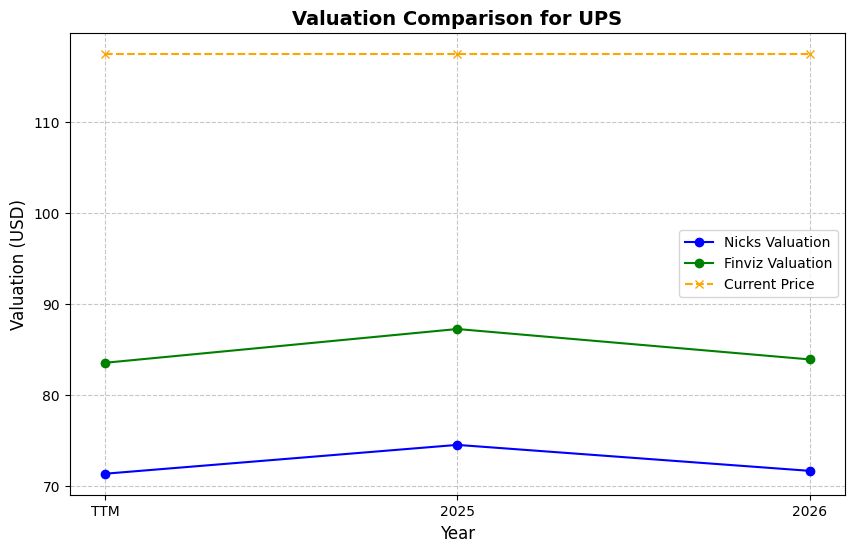 Valuation Comparison for UPS
Valuation (USD)
110
100
90
80
70
Nicks Valuation
Finviz Valuation
Current Price
TTM
2025
2026
Year